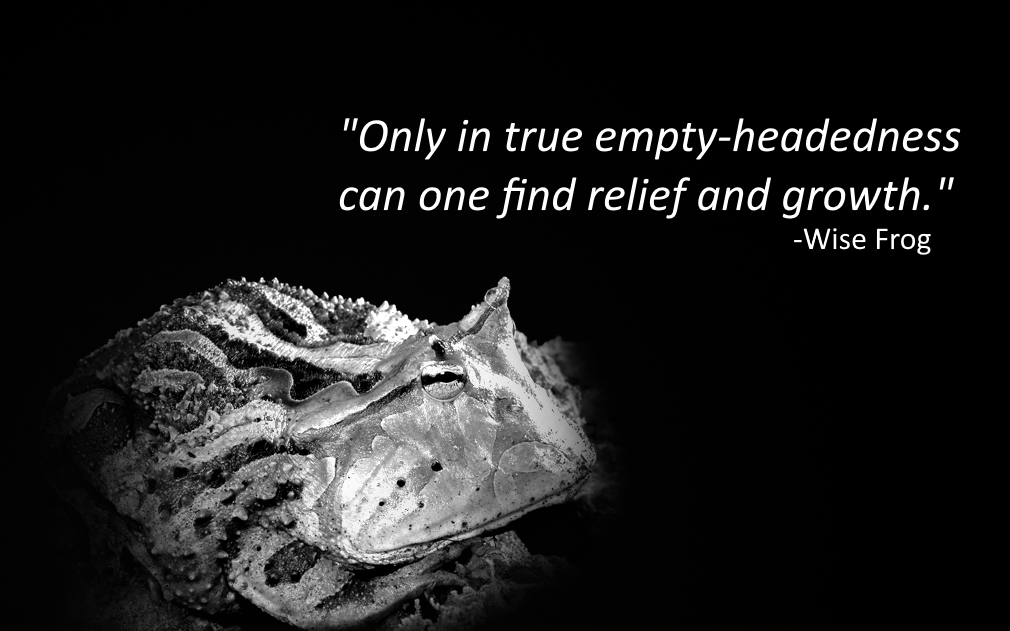 "Only in true empty-headedness
can one find relief and growth."
-Wise Frog